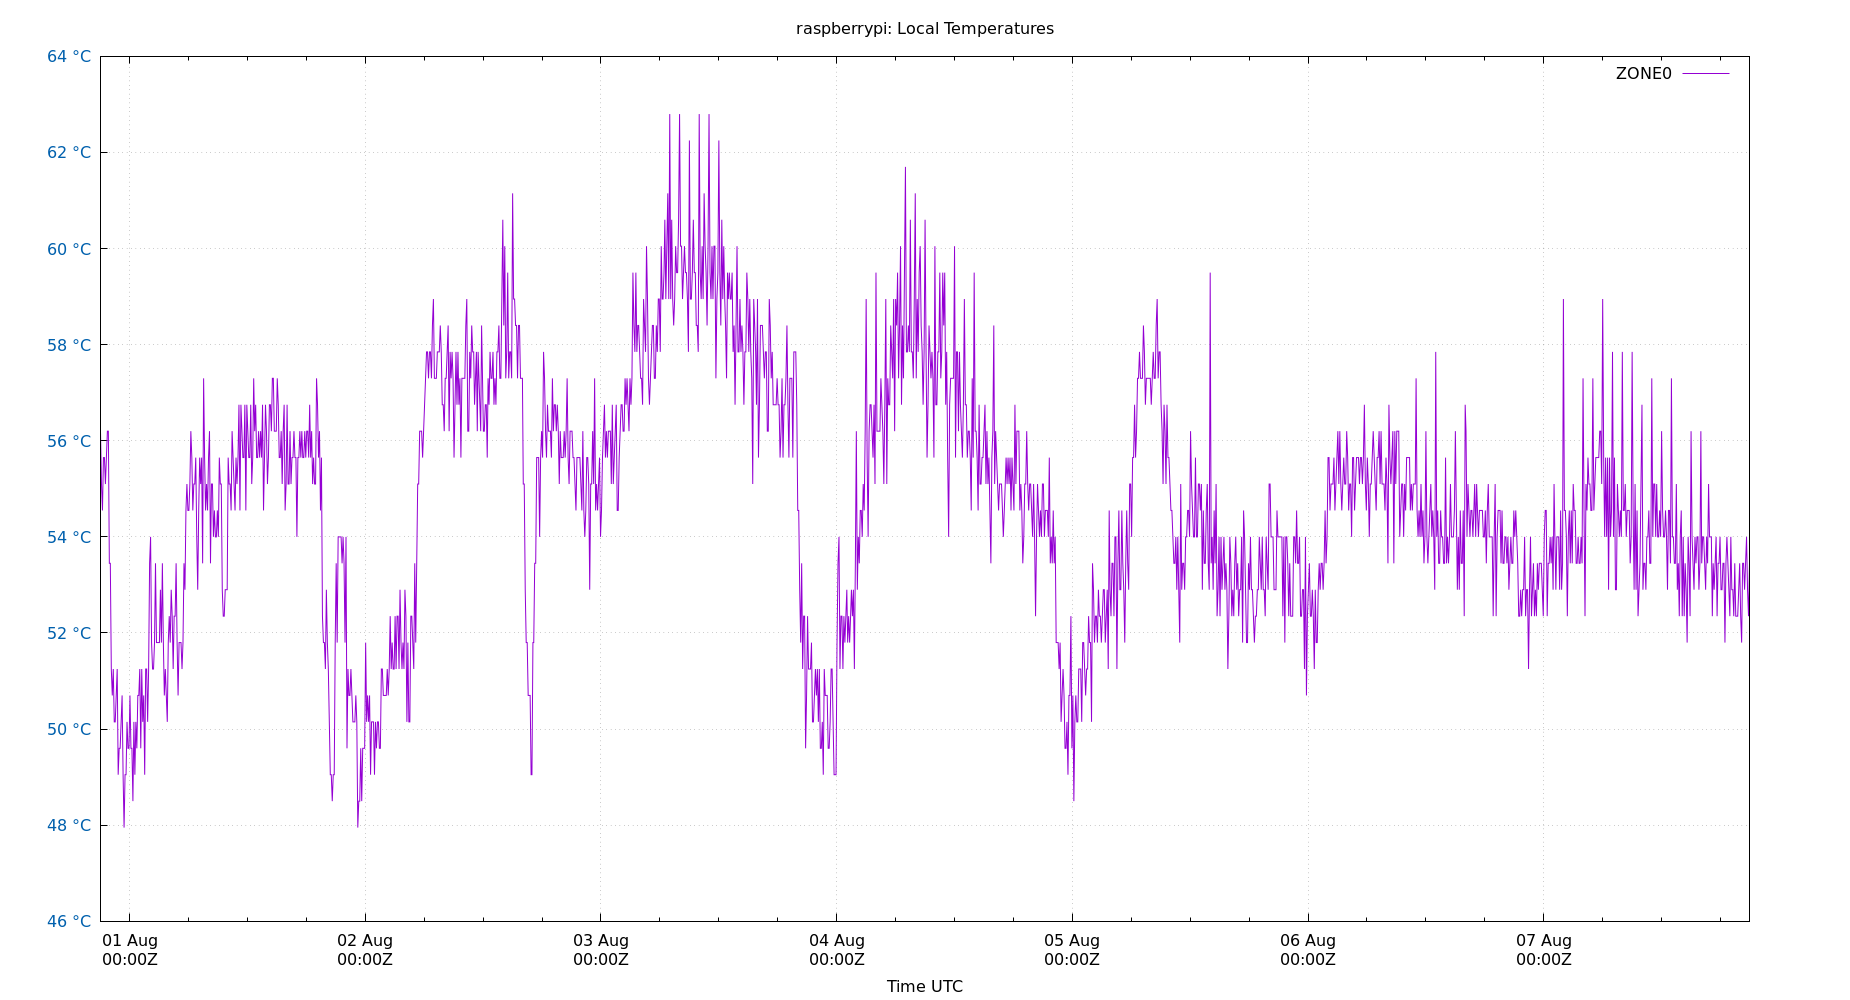 raspberrypi: Local Temperatures
64 °C
ZONE0
62 °C
60 °C
58 °C
56 °C
54 °C
52 °C
50 °C
48 °C
46 °C
01 Aug 02 Aug 03 Aug 04 Aug 05 Aug 06 Aug 07 Aug
00:00Z 00:00Z 00:00Z 00:00Z 00:00Z 00:00Z 00:00Z
Time UTC